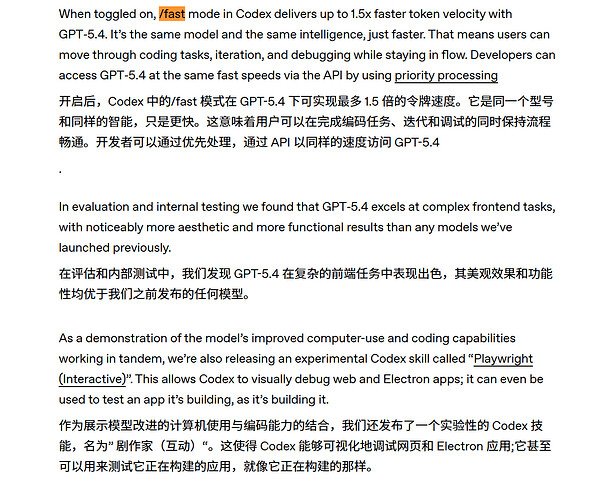 When toggled on, /fast mode in Codex delivers up to 1.5x faster token velocity with
GPT-5.4. It's the same model and the same intelligence, just faster. That means users can
move through coding tasks, iteration, and debugging while staying in flow. Developers can
access GPT-5.4 at the same fast speeds via the API by using priority processing
开启后，Codex 中的/fast 模式在 GPT-5.4 下可实现最多 1.5 倍的令牌速度。它是同一个型号
和同样的智能，只是更快。这意味着用户可以在完成编码任务、迭代和调试的同时保持流程
畅通。开发者可以通过优先处理，通过 API 以同样的速度访问 GPT-5.4
.
In evaluation and internal testing we found that GPT-5.4 excels at complex frontend tasks,
with noticeably more aesthetic and more functional results than any models we've
launched previously.
在评估和内部测试中，我们发现 GPT-5.4 在复杂的前端任务中表现出色，其美观效果和功能
性均优于我们之前发布的任何模型。
As a demonstration of the model's improved computer-use and coding capabilities
working in tandem, we're also releasing an experimental Codex skill called “Playwright
(Interactive)”. This allows Codex to visually debug web and Electron apps; it can even be
used to test an app it's building, as it's building it.
作为展示模型改进的计算机使用与编码能力的结合，我们还发布了一个实验性的 Codex 技
能，名为” 剧作家（互动）“。这使得 Codex 能够可视化地调试网页和 Electron 应用;它甚至
可以用来测试它正在构建的应用，就像它正在构建的那样。